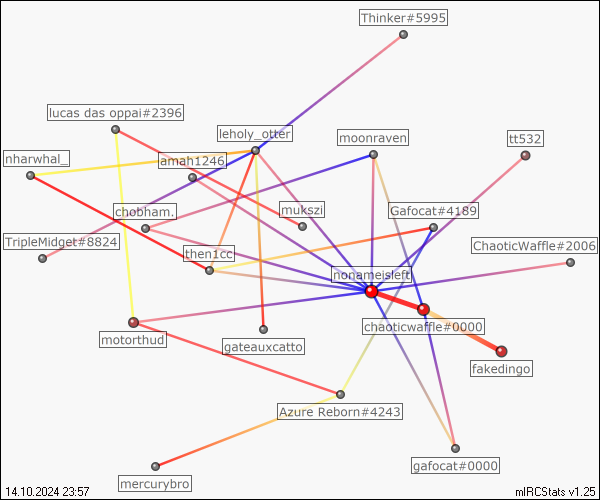 Thinker#5995
lucas das oppai#2396
leholy_otter
moonraven
tt532
nharwhal_
amah1246
chobham.
mukszi
Gafocat#4189
TripleMidget#8824
then1cc
ChaoticWaffle#2006
nonameisleft
chaoticwaffle#0000
motorthud
gateauxcatto
fakedingo
Azure Reborn#4243
gafocat#0000
mercurybro
14.10.2024 23:57
mIRCStats v1.25